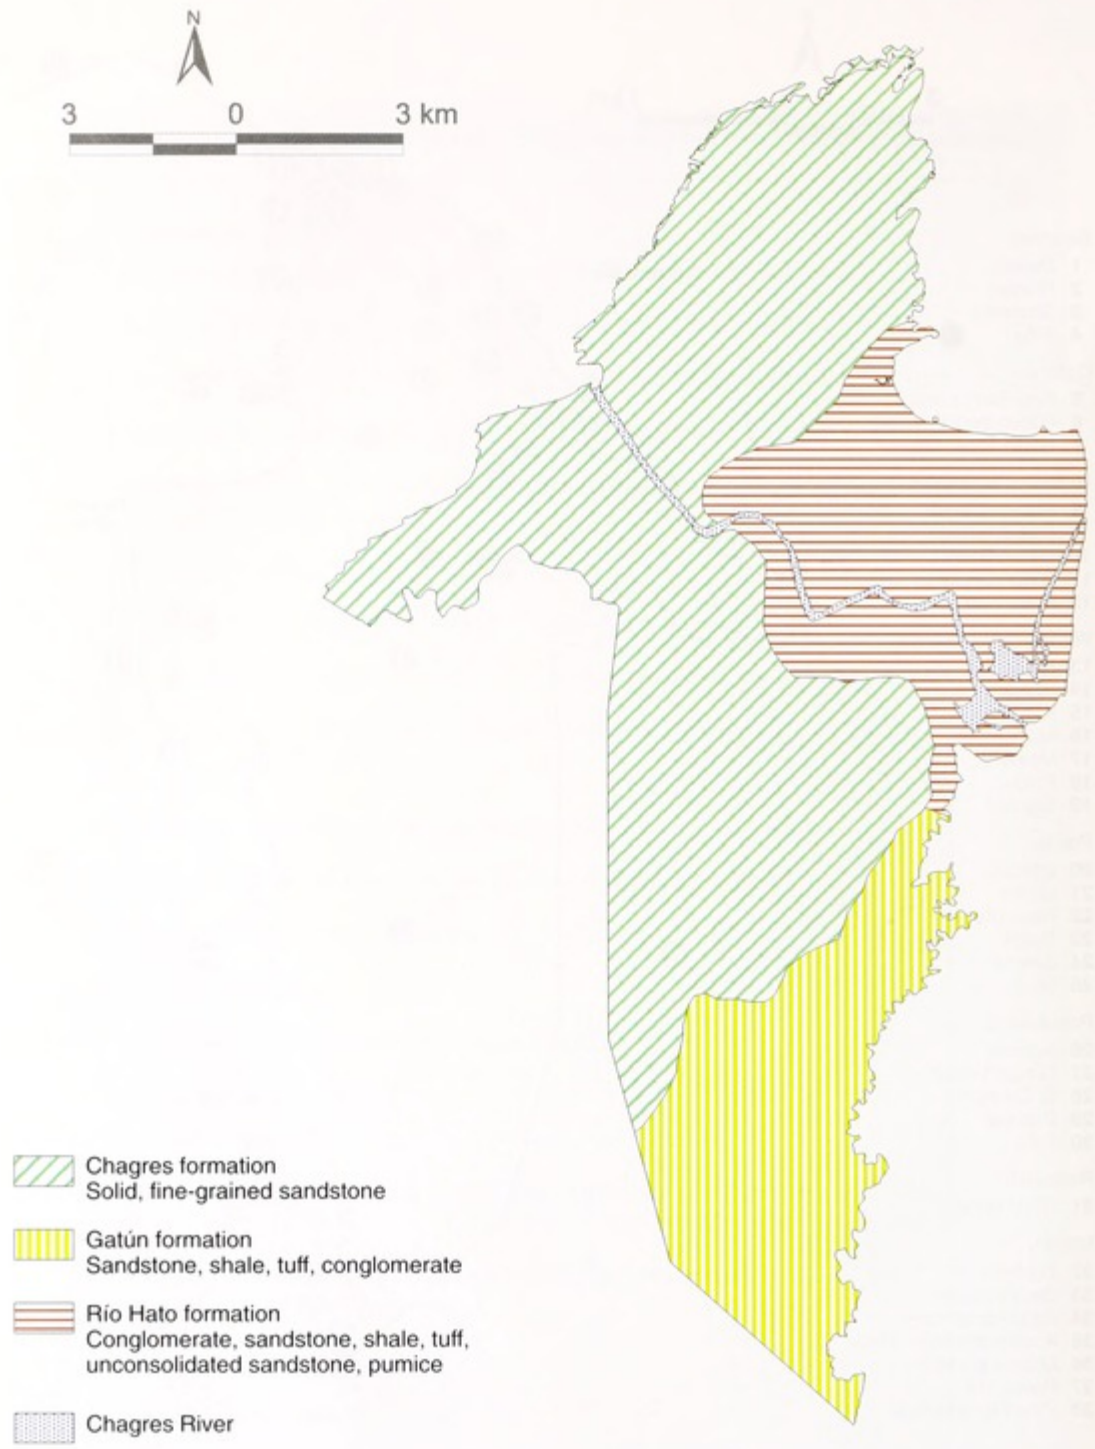 N
3 0 3 km
Chagres formation
Solid, fine-grained sandstone
Gatún formation
Sandstone, shale, tuff, conglomerate
Río Hato formation
Conglomerate, sandstone, shale, tuff,
unconsolidated sandstone, pumice
Chagres River